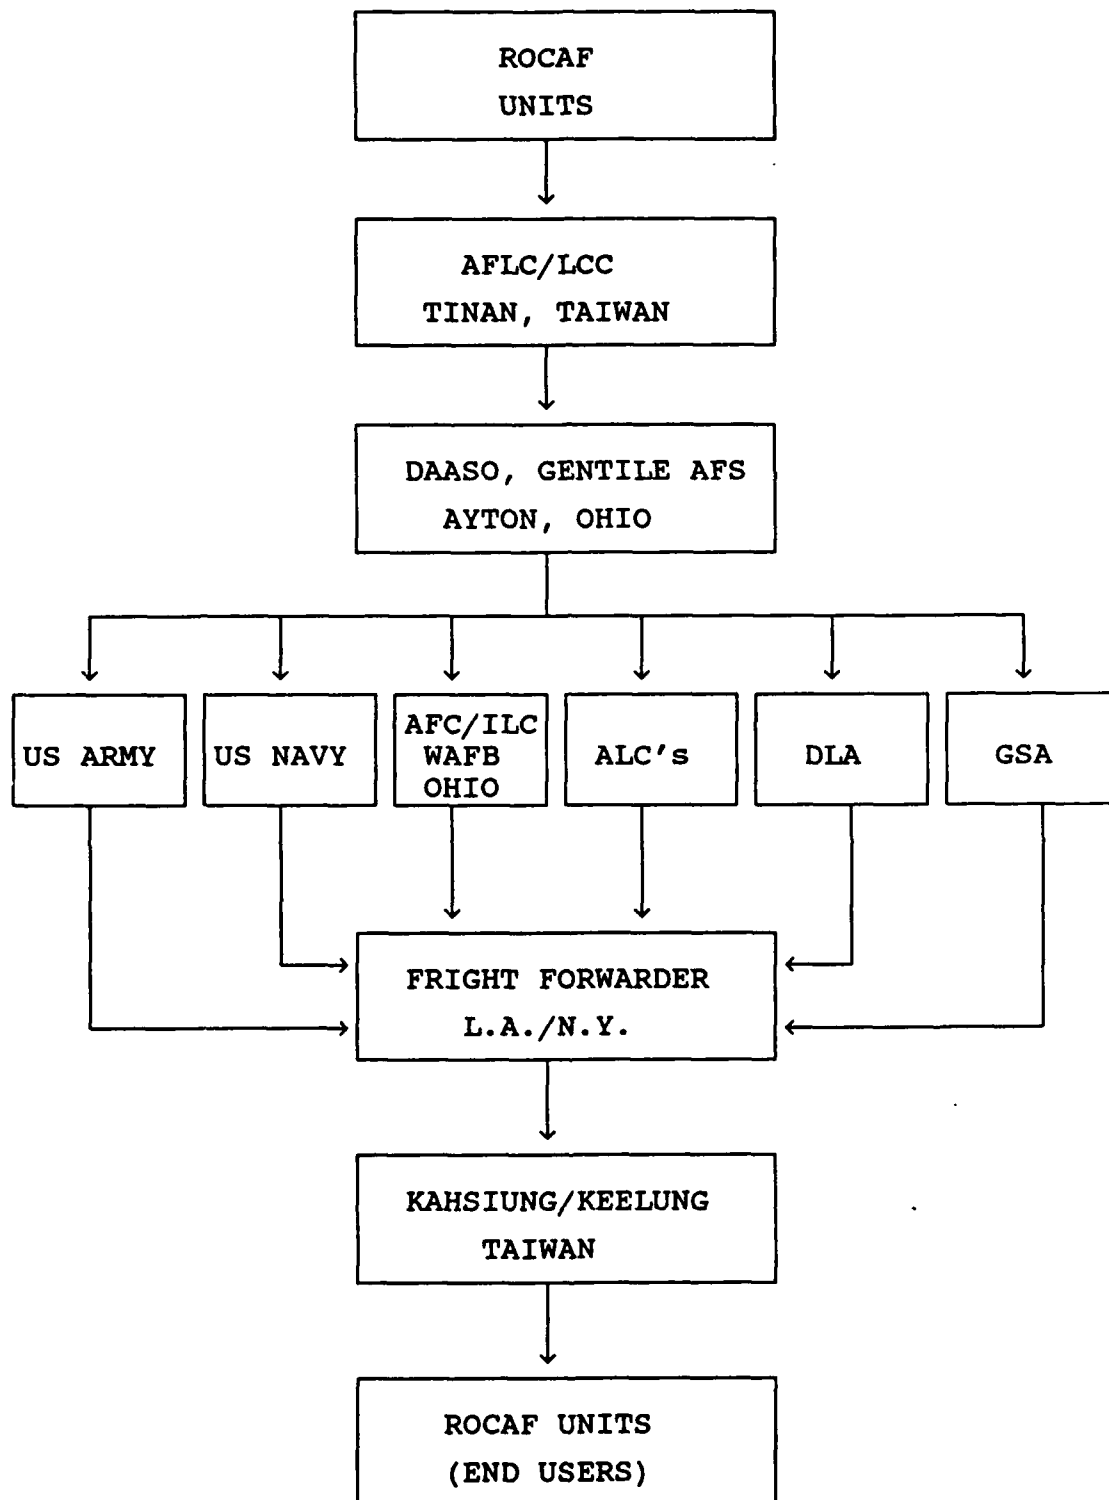 ROCAF
UNITS
AFLC/LCC
TINAN, TAIWAN
DAASO, GENTILE AFS
AYTON, OHIO
US ARMY
US NAVY
AFC/ILC
WAFB
OHIO
ALC's
DLA
GSA
FRIGHT FORWARDER
L.A./N.Y.
KAHSIUNG/KEELUNG
TAIWAN
ROCAF UNITS
(END USERS)